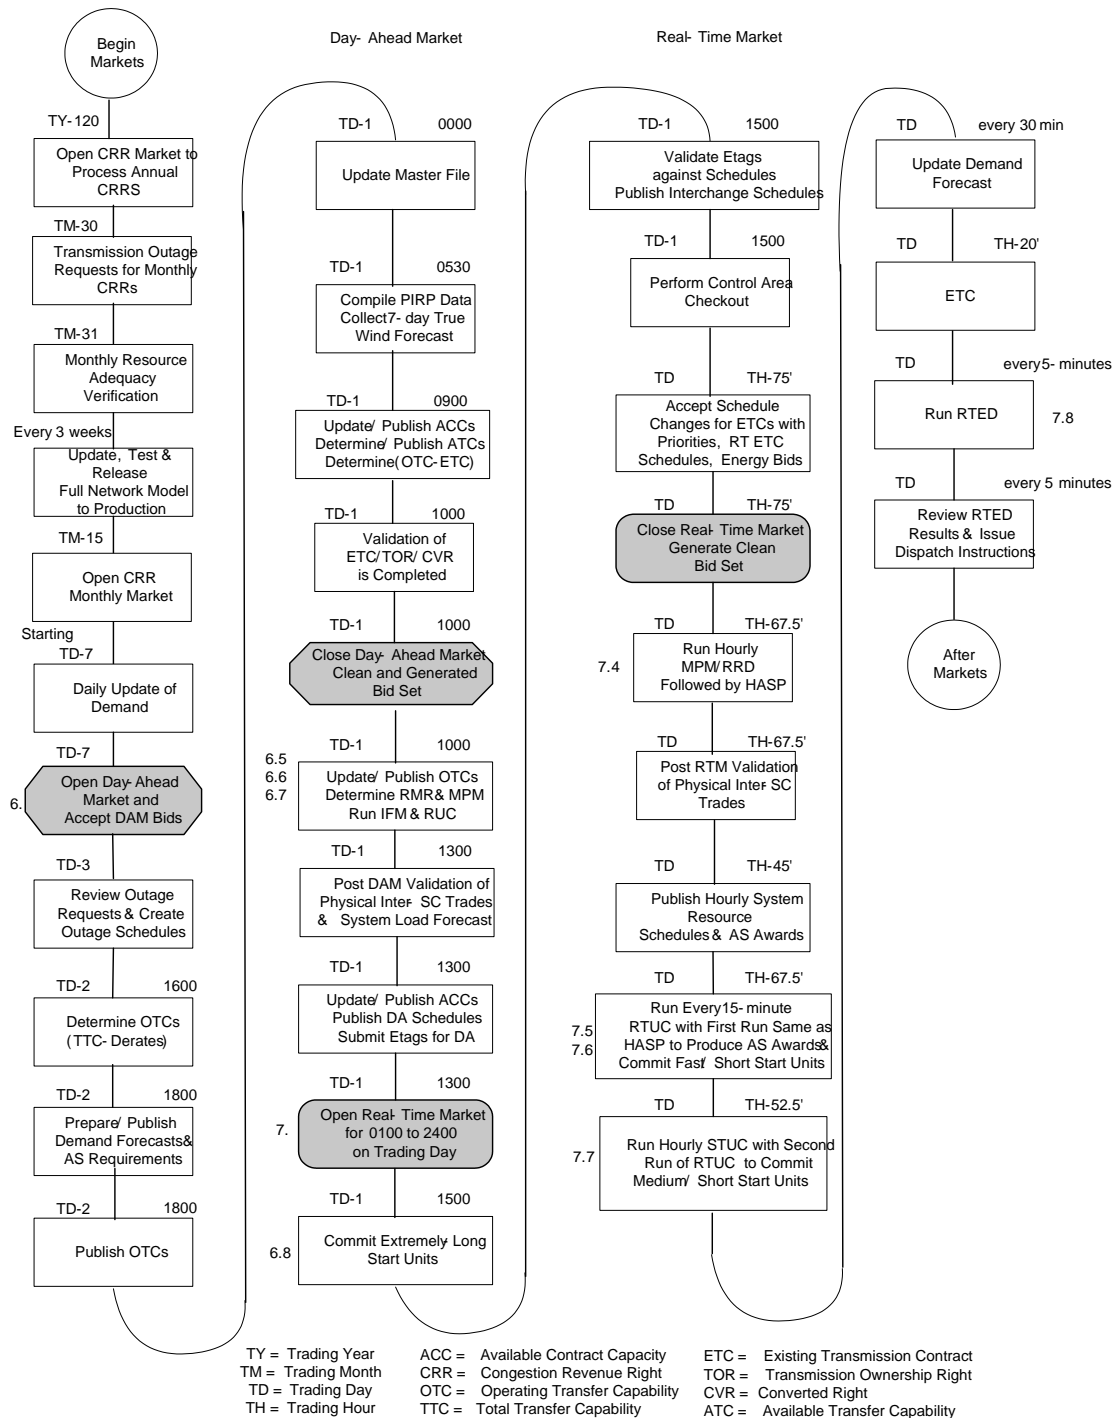 Day- Ahead Market
Real- Time Market
Begin
Markets
TY-120
Open CRR Market to
Process Annual
CRRS
TM-30
Transmission Outage
Requests for Monthly
CRRs
TM-31
Monthly Resource
Adequacy
Verification
Every 3 weeks
Update, Test &
Release
Full Network Model
to Production
TM-15
Open CRR
Monthly Market
Starting
TD-7
Daily Update of
Demand
TD-7
6.
Open Day- Ahead
Market and
Accept DAM Bids
TD-3
Review Outage
Requests & Create
Outage Schedules
TD-2 1600
Determine OTCs
(TTC- Derates)
TD-2 1800
Prepare/ Publish
Demand Forecasts&
AS Requirements
TD-2 1800
Publish OTCs
TD-1 0000
Update Master File
TD-1 0530
Compile PIRP Data
Collect7- day True
Wind Forecast
TD-1 0900
Update/ Publish ACCs
Determine/ Publish ATCs
Determine(OTC-ETC)
TD-1 1000
Validation of
ETC/TOR/ CVR
is Completed
TD-1 1000
Close Day- Ahead Market
Clean and Generated
Bid Set
TD-1 1000
6.5
6.6
6.7
Update/ Publish OTCs
Determine RMR& MPM
Run IFM & RUC
TD-1 1300
Post DAM Validation of
Physical Inter- SC Trades
& System Load Forecast
TD-1 1300
Update/ Publish ACCs
Publish DA Schedules
Submit Etags for DA
TD-1 1300
7.
Open Real- Time Market
for 0100 to 2400
on Trading Day
TD-1 1500
6.8
Commit Extremely- Long
Start Units
TD-1 1500
Validate Etags
against Schedules
Publish Interchange Schedules
TD-1 1500
Perform Control Area
Checkout
TD TH-75'
Accept Schedule
Changes for ETCs with
Priorities, RT ETC
Schedules, Energy Bids
TD TH-75'
Close Real- Time Market
Generate Clean
Bid Set
TD TH-67.5'
7.4
Run Hourly
MPM/RRD
Followed by HASP
TD TH-67.5'
Post RTM Validation
of Physical Inter- SC
Trades
TD TH-45'
Publish Hourly System
Resource
Schedules & AS Awards
TD TH-67.5'
7.5
7.6
Run Every15- minute
RTUC with First Run Same as
HASP to Produce AS Awards&
Commit Fast/ Short Start Units
TD TH-52.5'
7.7
Run Hourly STUC with Second
Run of RTUC to Commit
Medium/ Short Start Units
TD every 30 min
Update Demand
Forecast
TD TH-20'
ETC
TD every5- minutes
Run RTED
7.8
TD every 5 minutes
Review RTED
Results & Issue
Dispatch Instructions
After
Markets
TY = Trading Year
TM = Trading Month
TD = Trading Day
TH = Trading Hour
ACC = Available Contract Capacity
CRR = Congestion Revenue Right
OTC = Operating Transfer Capability
TTC = Total Transfer Capability
ETC = Existing Transmission Contract
TOR = Transmission Ownership Right
CVR = Converted Right
ATC = Available Transfer Capability